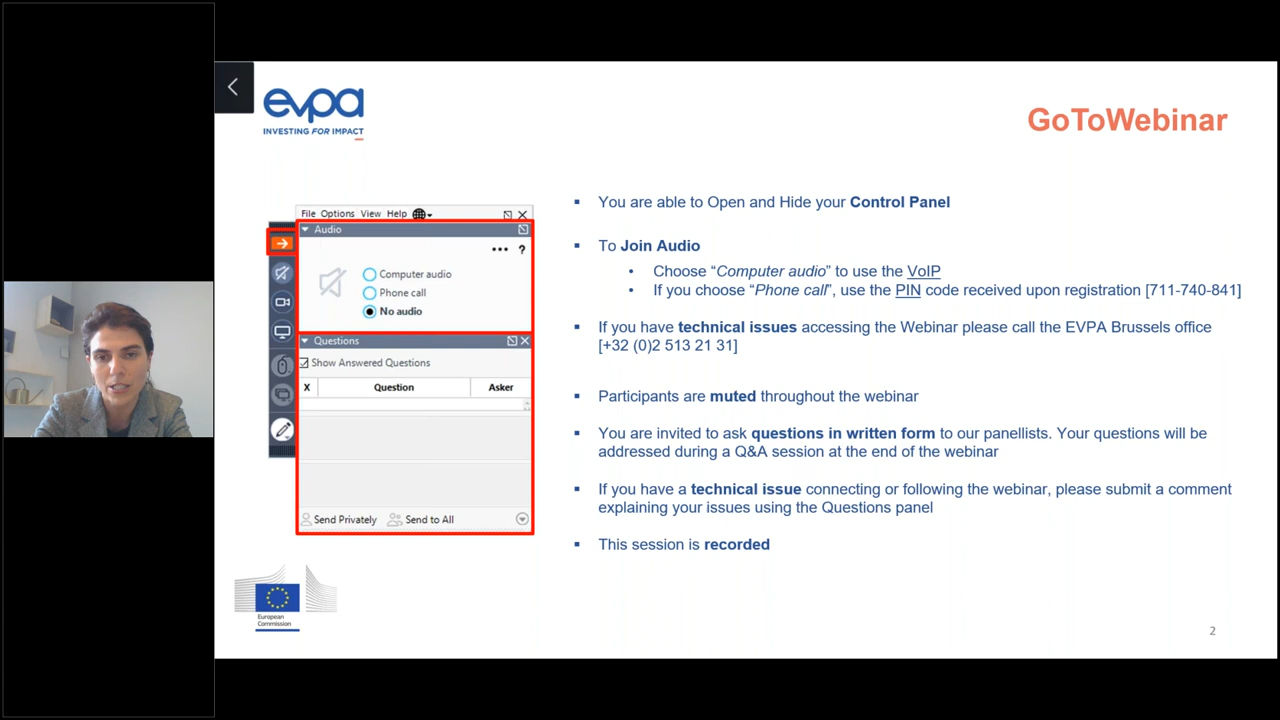 evpa
INVESTING FOR IMPACT
GoToWebinar
File Options View Help
Audio
... ?
Computer audio
Phone call
No audio
Questions
Show Answered Questions
X Question Asker
Send Privately Send to All
▪ You are able to Open and Hide your Control Panel
▪ To Join Audio
• Choose “Computer audio” to use the VoIP
• If you choose “Phone call”, use the PIN code received upon registration [711-740-841]
▪ If you have technical issues accessing the Webinar please call the EVPA Brussels office
[+32 (0)2 513 21 31]
▪ Participants are muted throughout the webinar
▪ You are invited to ask questions in written form to our panellists. Your questions will be
addressed during a Q&A session at the end of the webinar
▪ If you have a technical issue connecting or following the webinar, please submit a comment
explaining your issues using the Questions panel
▪ This session is recorded
European
Commission
2